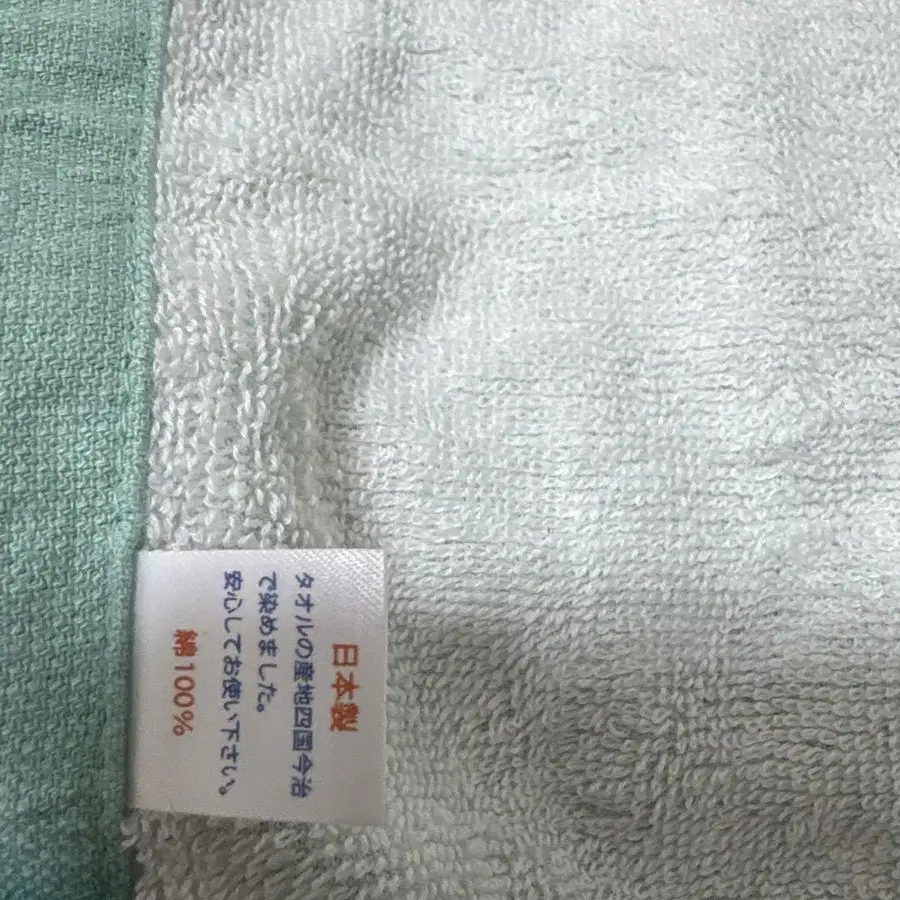 日本製
タオルの産地四国今治
で染めました。
安心してお使い下さい。
綿100%